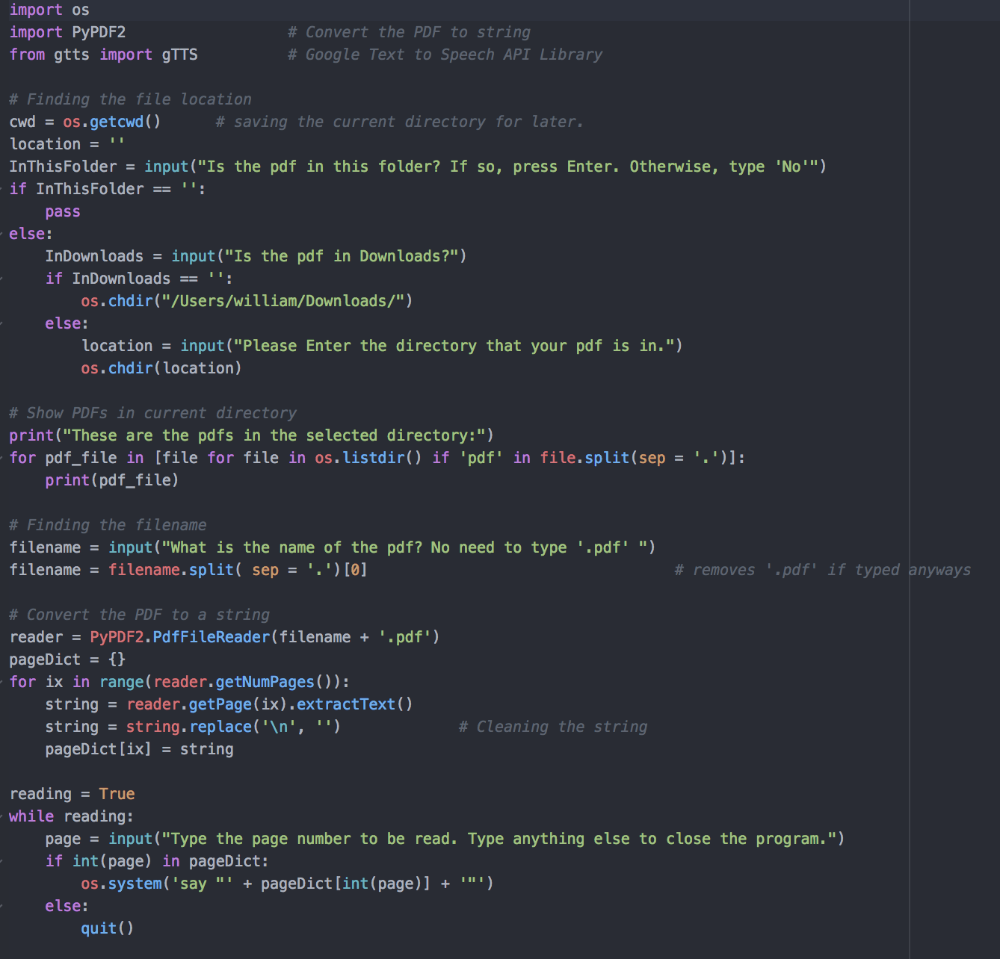 import os
import PyPDF2                  # Convert the PDF to string
from gtts import gTTS          # Google Text to Speech API Library
# Finding the file location
cwd = os.getcwd()      # saving the current directory for later.
location = ''
InThisFolder = input("Is the pdf in this folder? If so, press Enter. Otherwise, type 'No'")
if InThisFolder == '':
    pass
else:
    InDownloads = input("Is the pdf in Downloads?")
    if InDownloads == '':
        os.chdir("/Users/william/Downloads/")
    else:
        location = input("Please Enter the directory that your pdf is in.")
        os.chdir(location)
# Show PDFs in current directory
print("These are the pdfs in the selected directory:")
for pdf_file in [file for file in os.listdir() if 'pdf' in file.split(sep = '.')]:
    print(pdf_file)
# Finding the filename
filename = input("What is the name of the pdf? No need to type '.pdf' ")
filename = filename.split( sep = '.')[0]                                  # removes '.pdf' if typed anyways
# Convert the PDF to a string
reader = PyPDF2.PdfFileReader(filename + '.pdf')
pageDict = {}
for ix in range(reader.getNumPages()):
    string = reader.getPage(ix).extractText()
    string = string.replace('\n', '')             # Cleaning the string
    pageDict[ix] = string
reading = True
while reading:
    page = input("Type the page number to be read. Type anything else to close the program.")
    if int(page) in pageDict:
        os.system('say "' + pageDict[int(page)] + '"')
    else:
        quit()